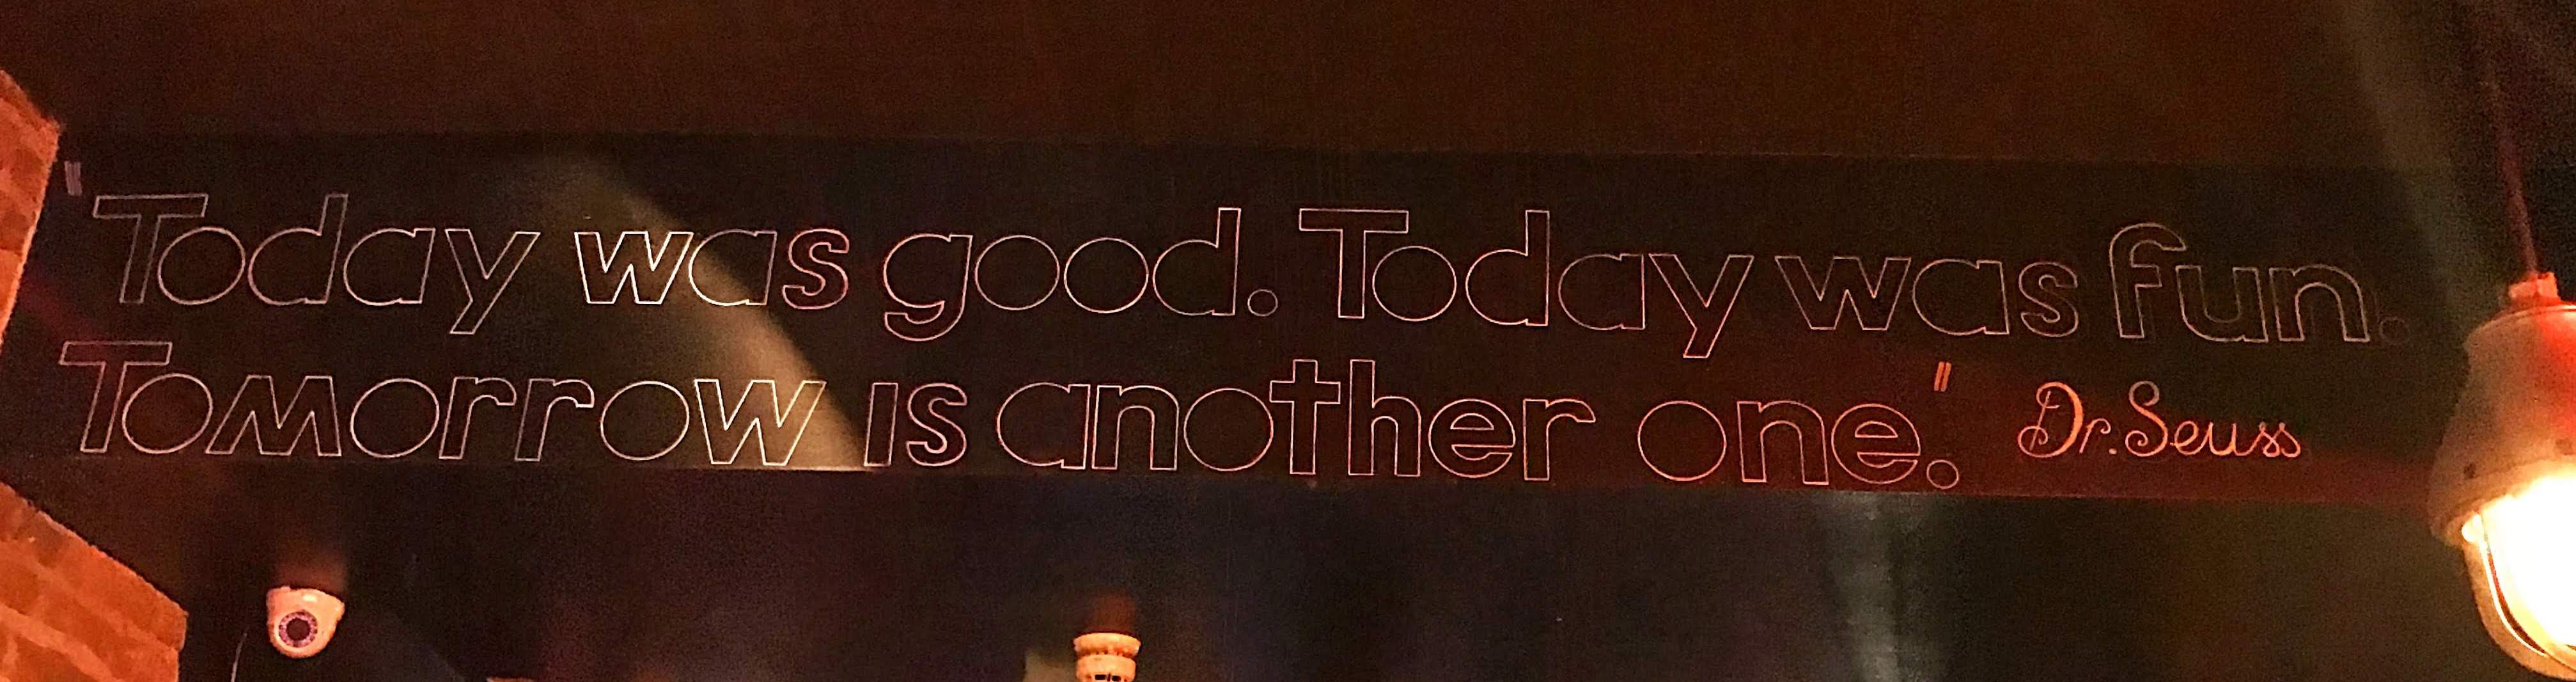 "Today was good. Today was fun.
Tomorrow is another one." Dr. Seuss